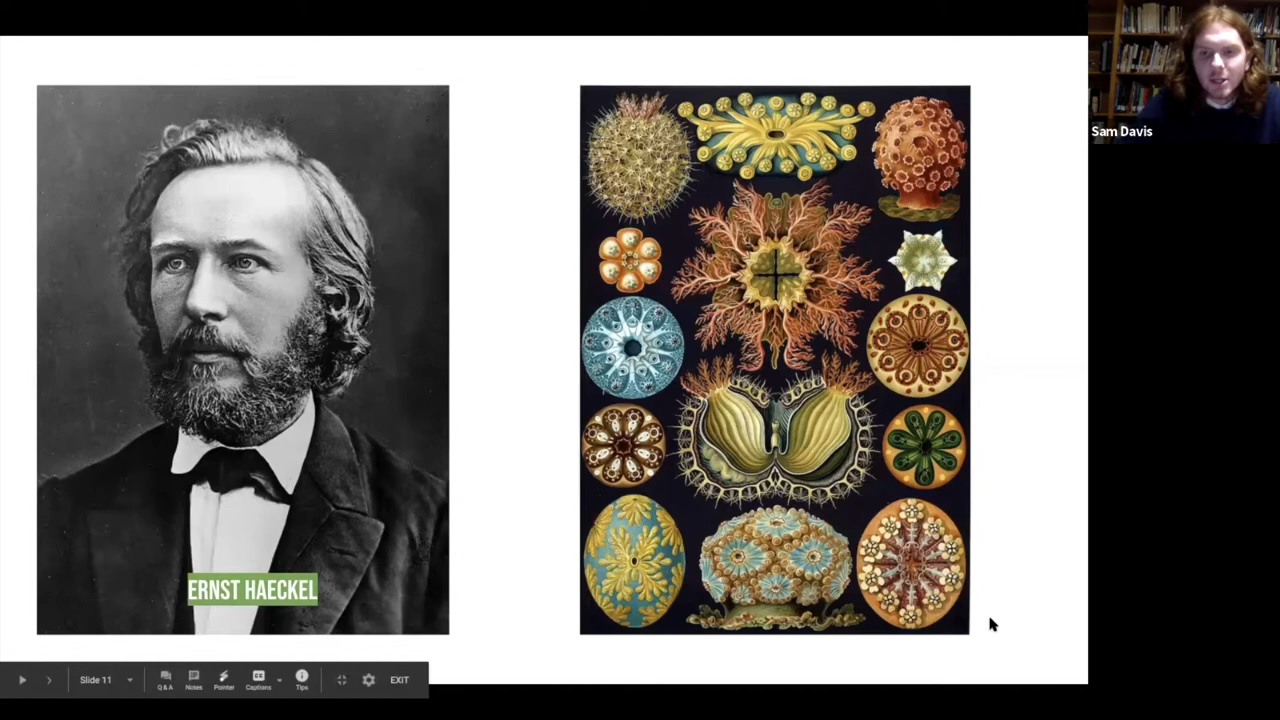 Sam Davis
ERNST HAECKEL
Slide 11
Q & A
Notes
Pointer
Captions
Tips
EXIT